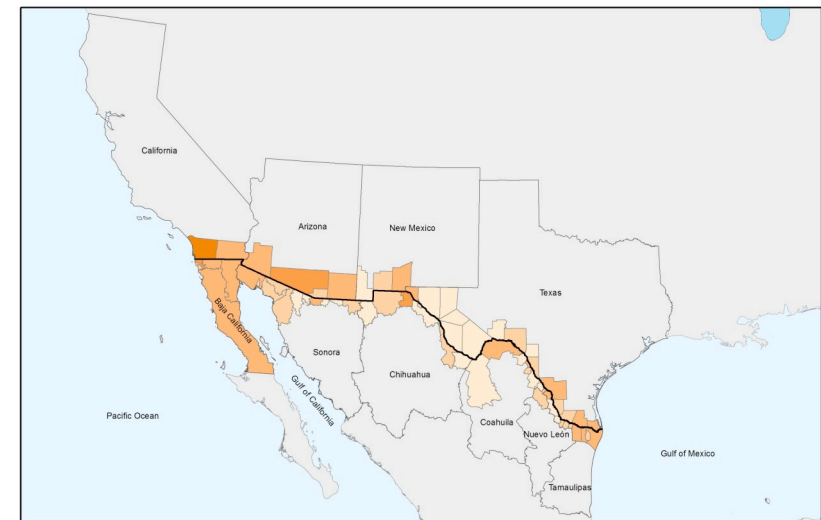 California
Arizona
New Mexico
Texas
Baja California
Sonora
Chihuahua
Gulf of California
Pacific Ocean
Coahuila
Nuevo León
Gulf of Mexico
Tamaulipas